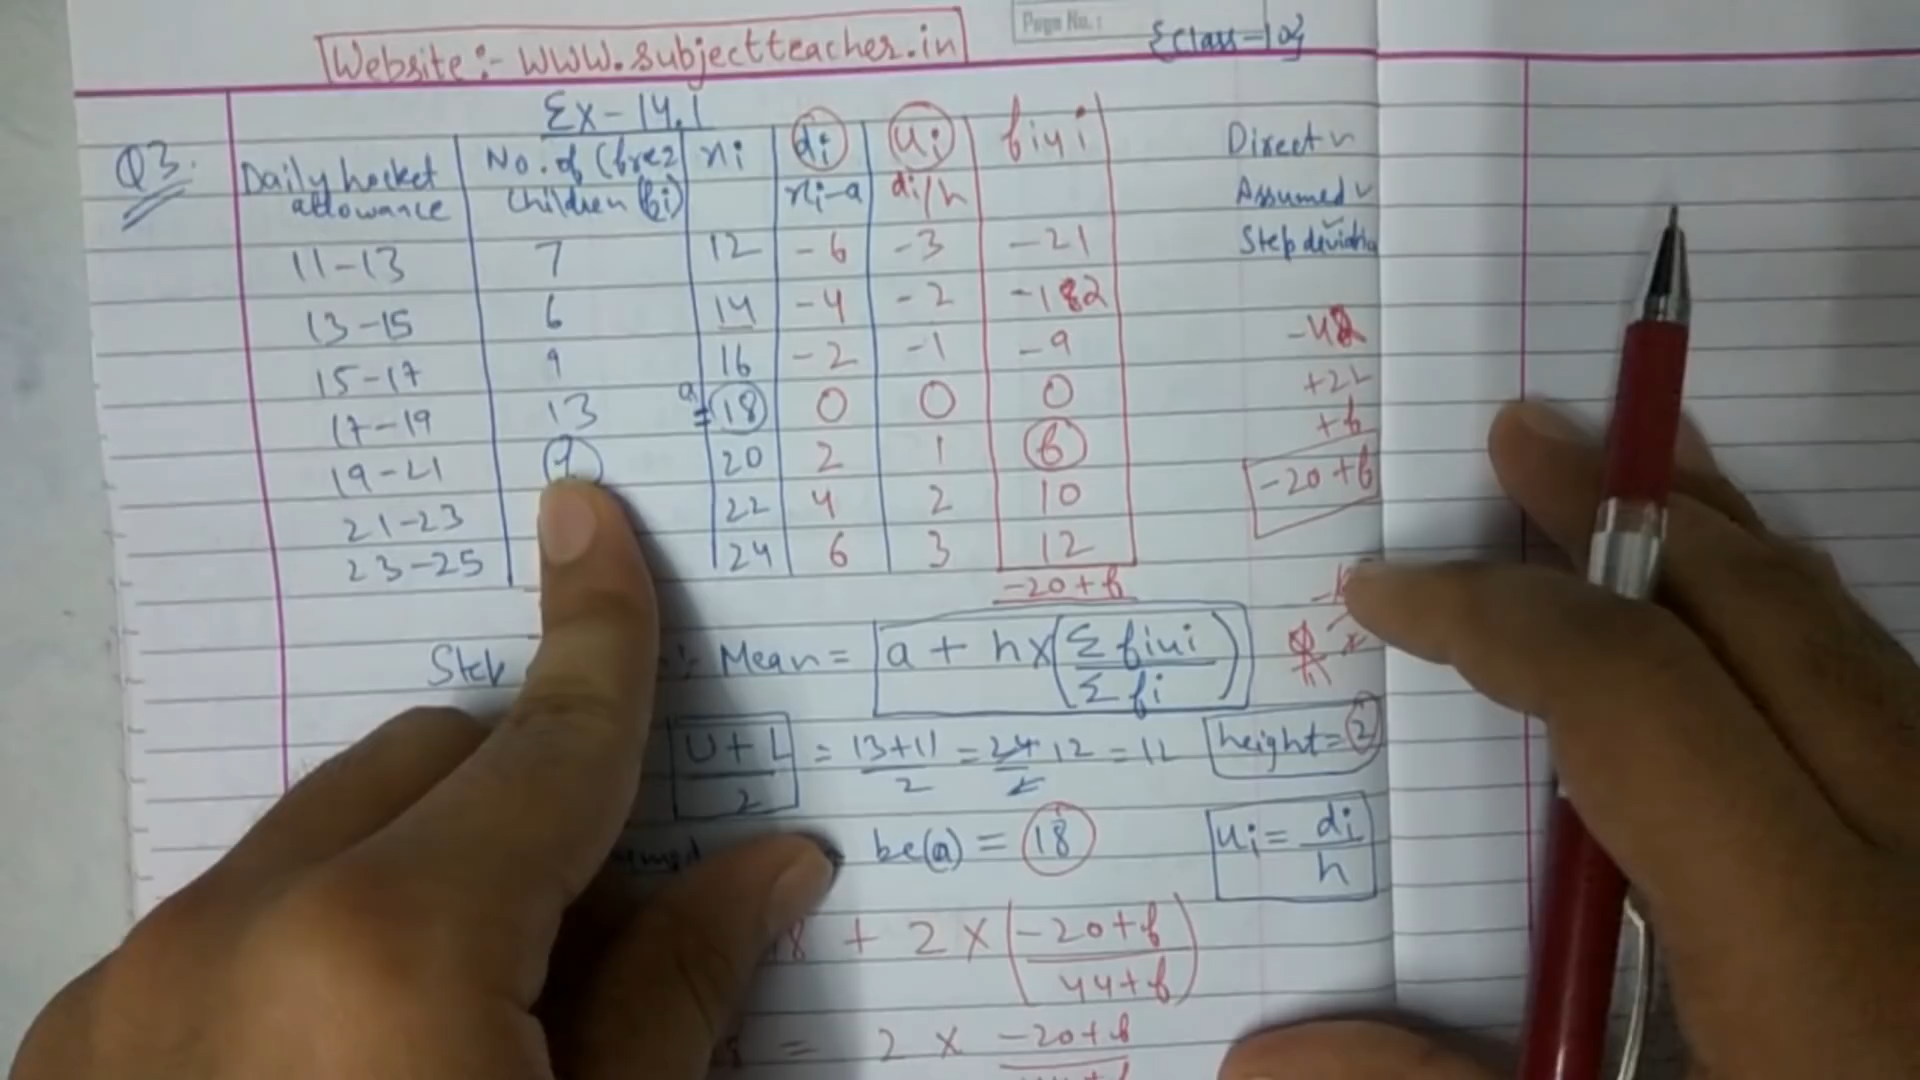 Page No.:
Website:- www.subjectteacher.in
{Class-10}
Ex-14.1
Q3.
Daily pocket allowance | No. of children (fi) | xi | di xi-a | ui di/h | fiui
11-13 7 12 -6 -3 -21
13-15 6 14 -4 -2 -12
15-17 9 16 -2 -1 -9
17-19 13 a= 18 0 0 0
19-21 f 20 2 1 f
21-23 22 4 2 10
23-25 24 6 3 12
-20+f
Direct
Assumed
Step deviation
-42
+22
+f
-20+f
Step Mean = a + h×(Σfiui / Σfi)
U+L / 2 = 13+11 / 2 = 24 / 2 12 = 12
height = 2
be(a) = 18
ui = di / h
18 + 2 × (-20+f / 44+f)
= 2 × -20+f